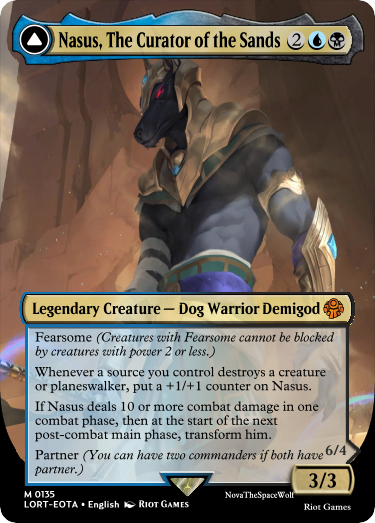 Nasus, The Curator of the Sands 2
Legendary Creature — Dog Warrior Demigod
Fearsome (Creatures with Fearsome cannot be blocked
by creatures with power 2 or less.)
Whenever a source you control destroys a creature
or planeswalker, put a +1/+1 counter on Nasus.
If Nasus deals 10 or more combat damage in one
combat phase, then at the start of the next
post-combat main phase, transform him.
Partner (You can have two commanders if both have
partner.)
6/4
3/3
M 0135
LORT-EOTA • English Riot Games
NovaTheSpaceWolf
Riot Games